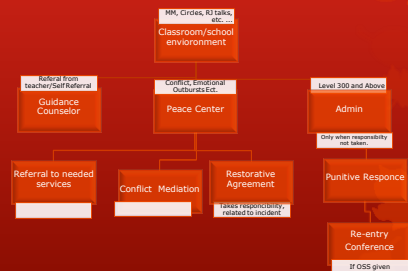 MM, Circles, RJ talks,
etc. ...
Classroom/school
envioronment
Referal from
teacher/Self Referral
Guidance
Counselor
Conflict, Emotional
Outbursts Ect.
Peace Center
Level 300 and Above
Admin
Only when responsibilty
not taken.
Referral to needed
services
Conflict Mediation
Restorative
Agreement
Takes responcibility,
related to incident
Punitive Responce
Re-entry
Conference
If OSS given